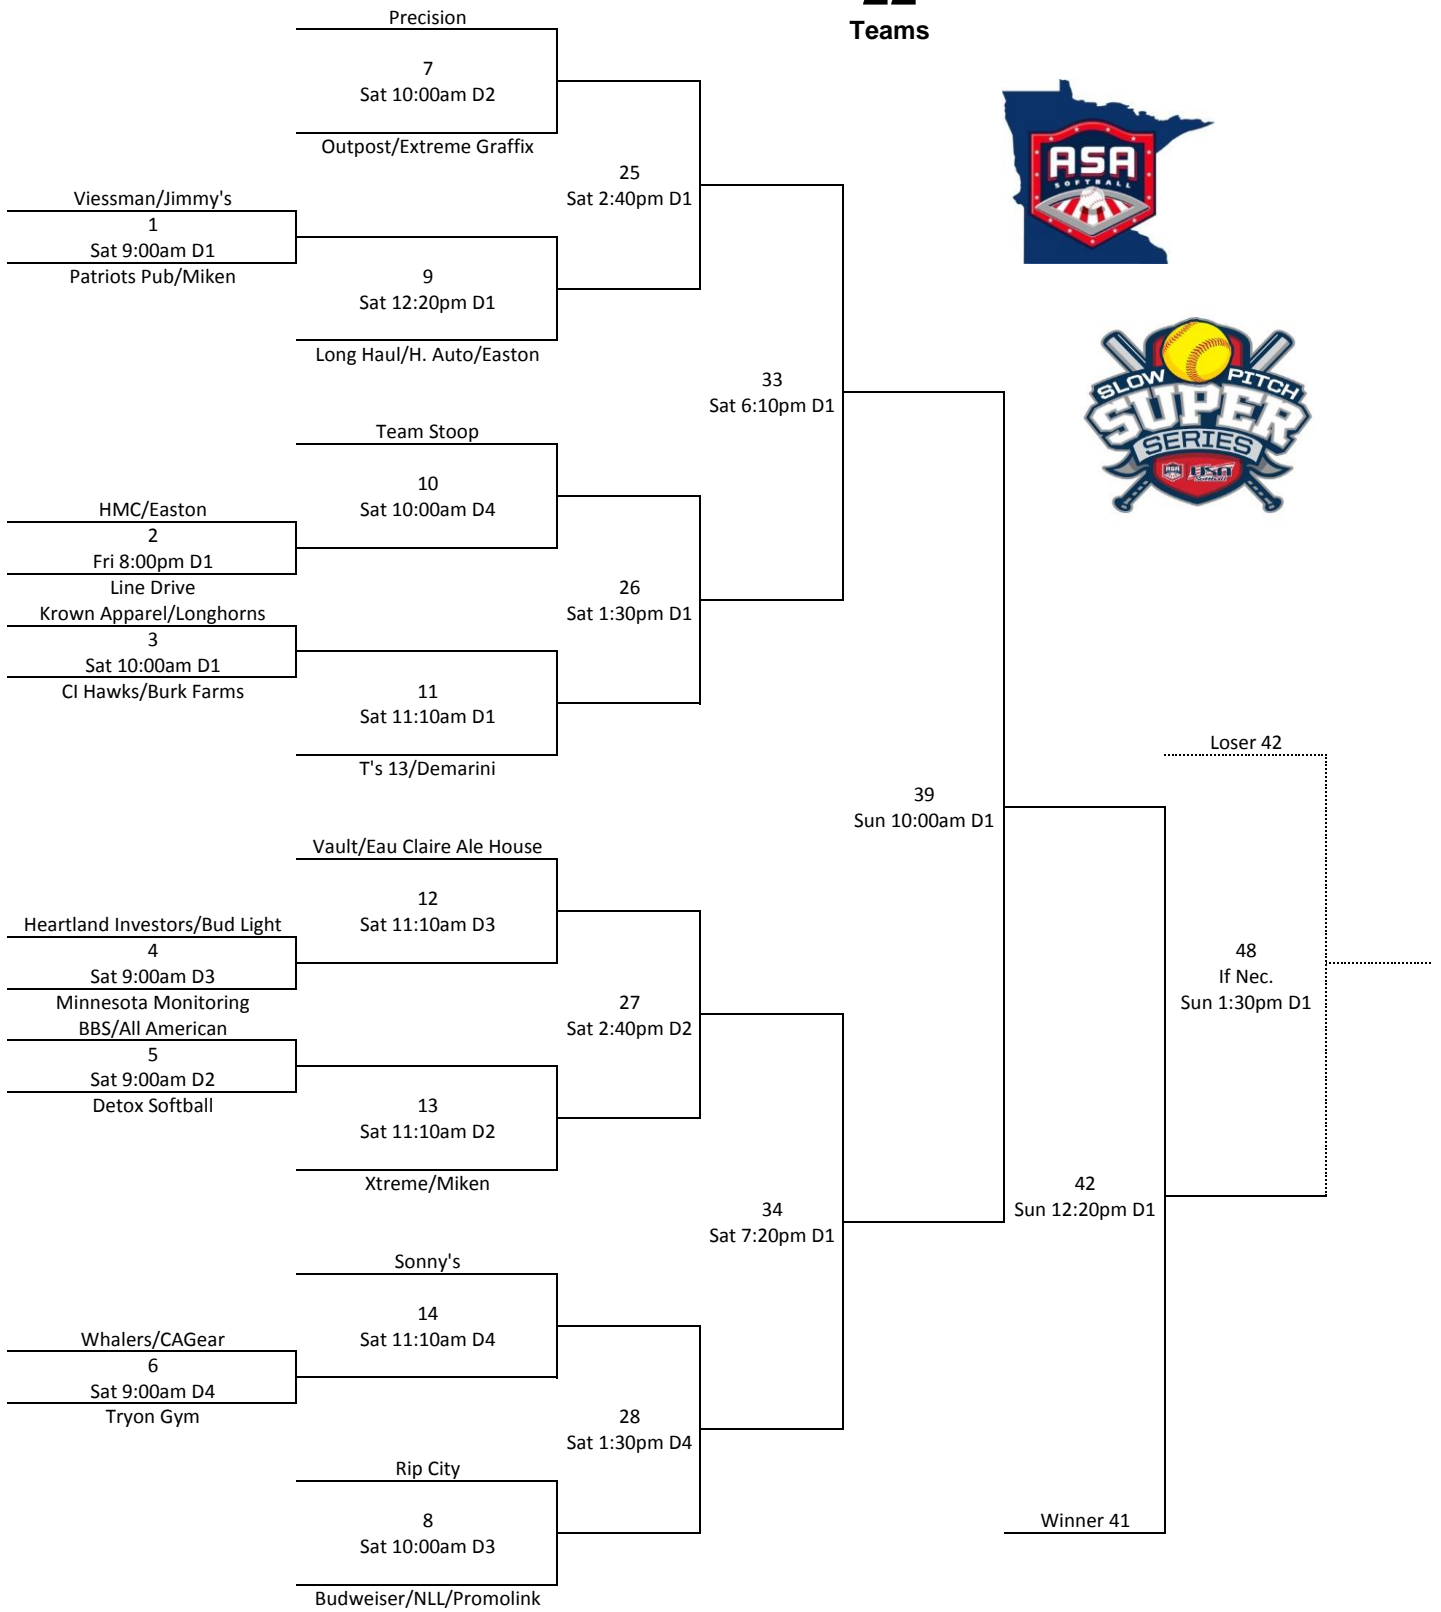 Teams
Precision
7
Sat 10:00am D2
Outpost/Extreme Graffix
25
Sat 2:40pm D1
Viessman/Jimmy's
1
Sat 9:00am D1
Patriots Pub/Miken
9
Sat 12:20pm D1
Long Haul/H. Auto/Easton
33
Sat 6:10pm D1
Team Stoop
10
Sat 10:00am D4
HMC/Easton
2
Fri 8:00pm D1
Line Drive
26
Sat 1:30pm D1
Krown Apparel/Longhorns
3
Sat 10:00am D1
CI Hawks/Burk Farms
11
Sat 11:10am D1
T's 13/Demarini
39
Sun 10:00am D1
Vault/Eau Claire Ale House
12
Sat 11:10am D3
Heartland Investors/Bud Light
4
Sat 9:00am D3
Minnesota Monitoring
27
Sat 2:40pm D2
BBS/All American
5
Sat 9:00am D2
Detox Softball
13
Sat 11:10am D2
Xtreme/Miken
34
Sat 7:20pm D1
Sonny's
14
Sat 11:10am D4
Whalers/CAGear
6
Sat 9:00am D4
Tryon Gym
28
Sat 1:30pm D4
Rip City
8
Sat 10:00am D3
Budweiser/NLL/Promolink
42
Sun 12:20pm D1
Winner 41
Loser 42
48
If Nec.
Sun 1:30pm D1
ASA
SOFTBALL
SLOW PITCH
SUPER
SERIES
ASA USA